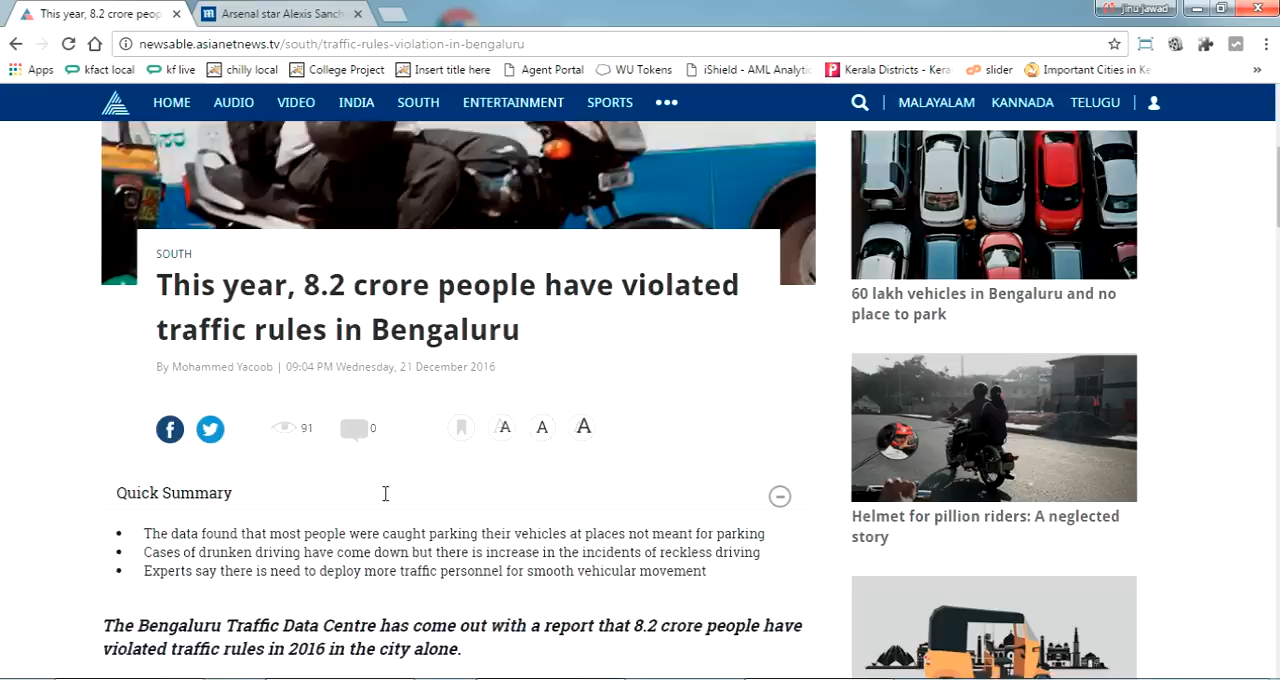 This year, 8.2 crore peop
Arsenal star Alexis Sanch
jinu jawad
newsable.asianetnews.tv/south/traffic-rules-violation-in-bengaluru
Apps
kfact local
kf live
chilly local
College Project
Insert title here
Agent Portal
WU Tokens
iShield - AML Analytic
Kerala Districts - Kera
slider
Important Cities in Ke
»
HOME
AUDIO
VIDEO
INDIA
SOUTH
ENTERTAINMENT
SPORTS
MALAYALAM
KANNADA
TELUGU
SOUTH
This year, 8.2 crore people have violated
traffic rules in Bengaluru
By Mohammed Yacoob | 09:04 PM Wednesday, 21 December 2016
91
0
A
A
A
Quick Summary
• The data found that most people were caught parking their vehicles at places not meant for parking
• Cases of drunken driving have come down but there is increase in the incidents of reckless driving
• Experts say there is need to deploy more traffic personnel for smooth vehicular movement
The Bengaluru Traffic Data Centre has come out with a report that 8.2 crore people have
violated traffic rules in 2016 in the city alone.
60 lakh vehicles in Bengaluru and no
place to park
Helmet for pillion riders: A neglected
story